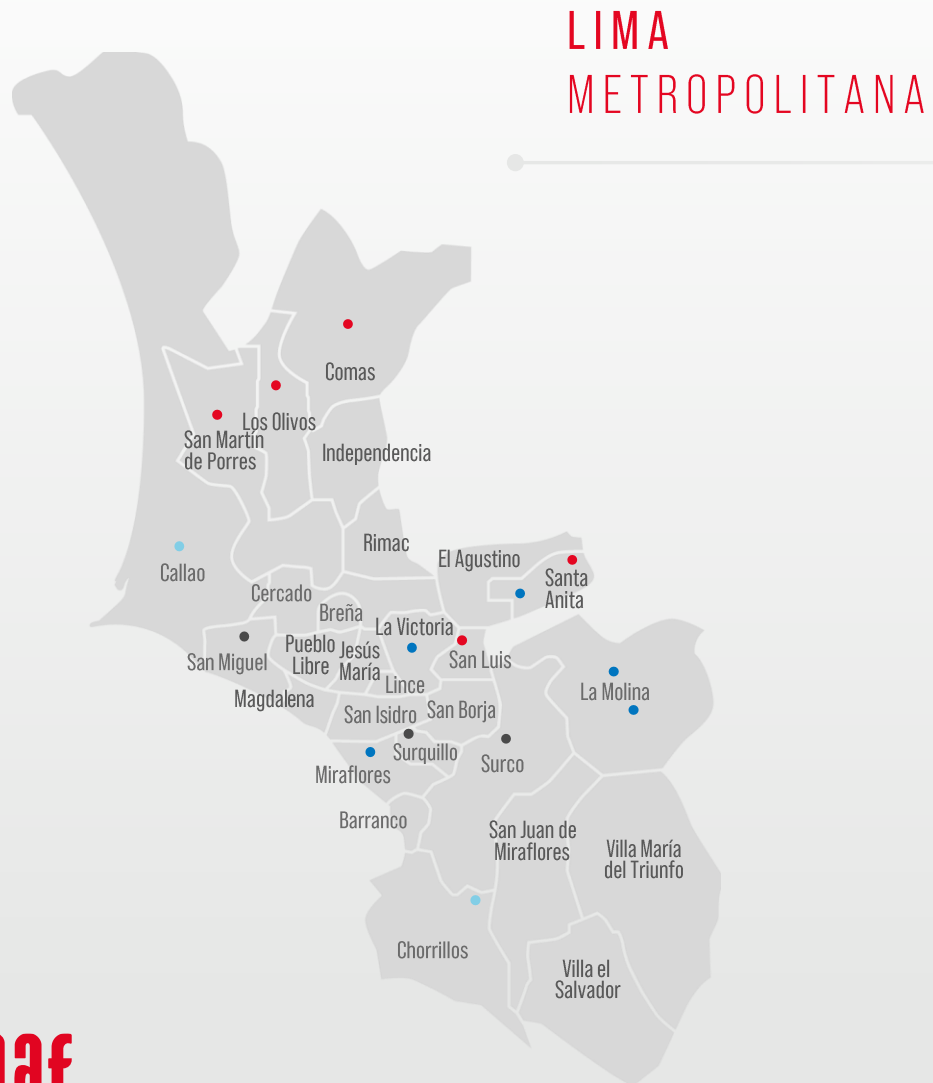 LIMA
METROPOLITANA
Comas
Los Olivos
San Martín
de Porres
Independencia
Rimac
El Agustino
Callao
Santa
Anita
Cercado
Breña
La Victoria
Pueblo
Libre
Jesús
María
San Luis
San Miguel
Lince
La Molina
Magdalena
San Isidro
San Borja
Surquillo
Surco
Miraflores
Barranco
San Juan de
Miraflores
Villa María
del Triunfo
Chorrillos
Villa el
Salvador